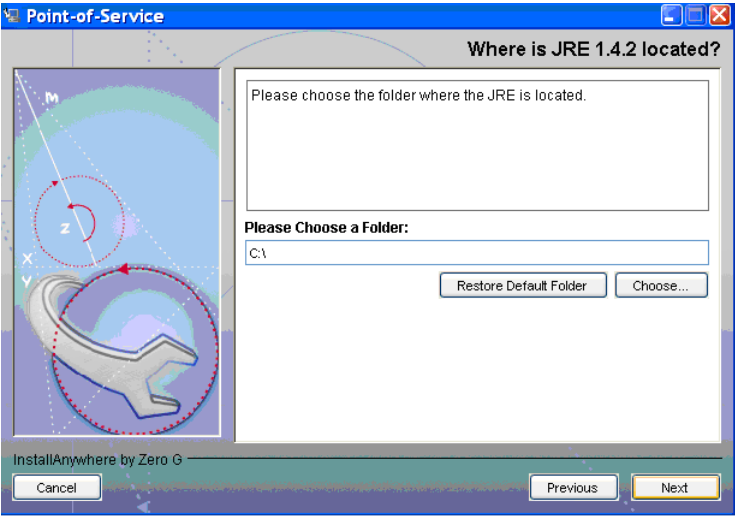 Point-of-Service
Where is JRE 1.4.2 located?
m
z
X
Y
Please choose the folder where the JRE is located.
Please Choose a Folder:
C:\
Restore Default Folder
Choose...
InstallAnywhere by Zero G
Cancel
Previous
Next